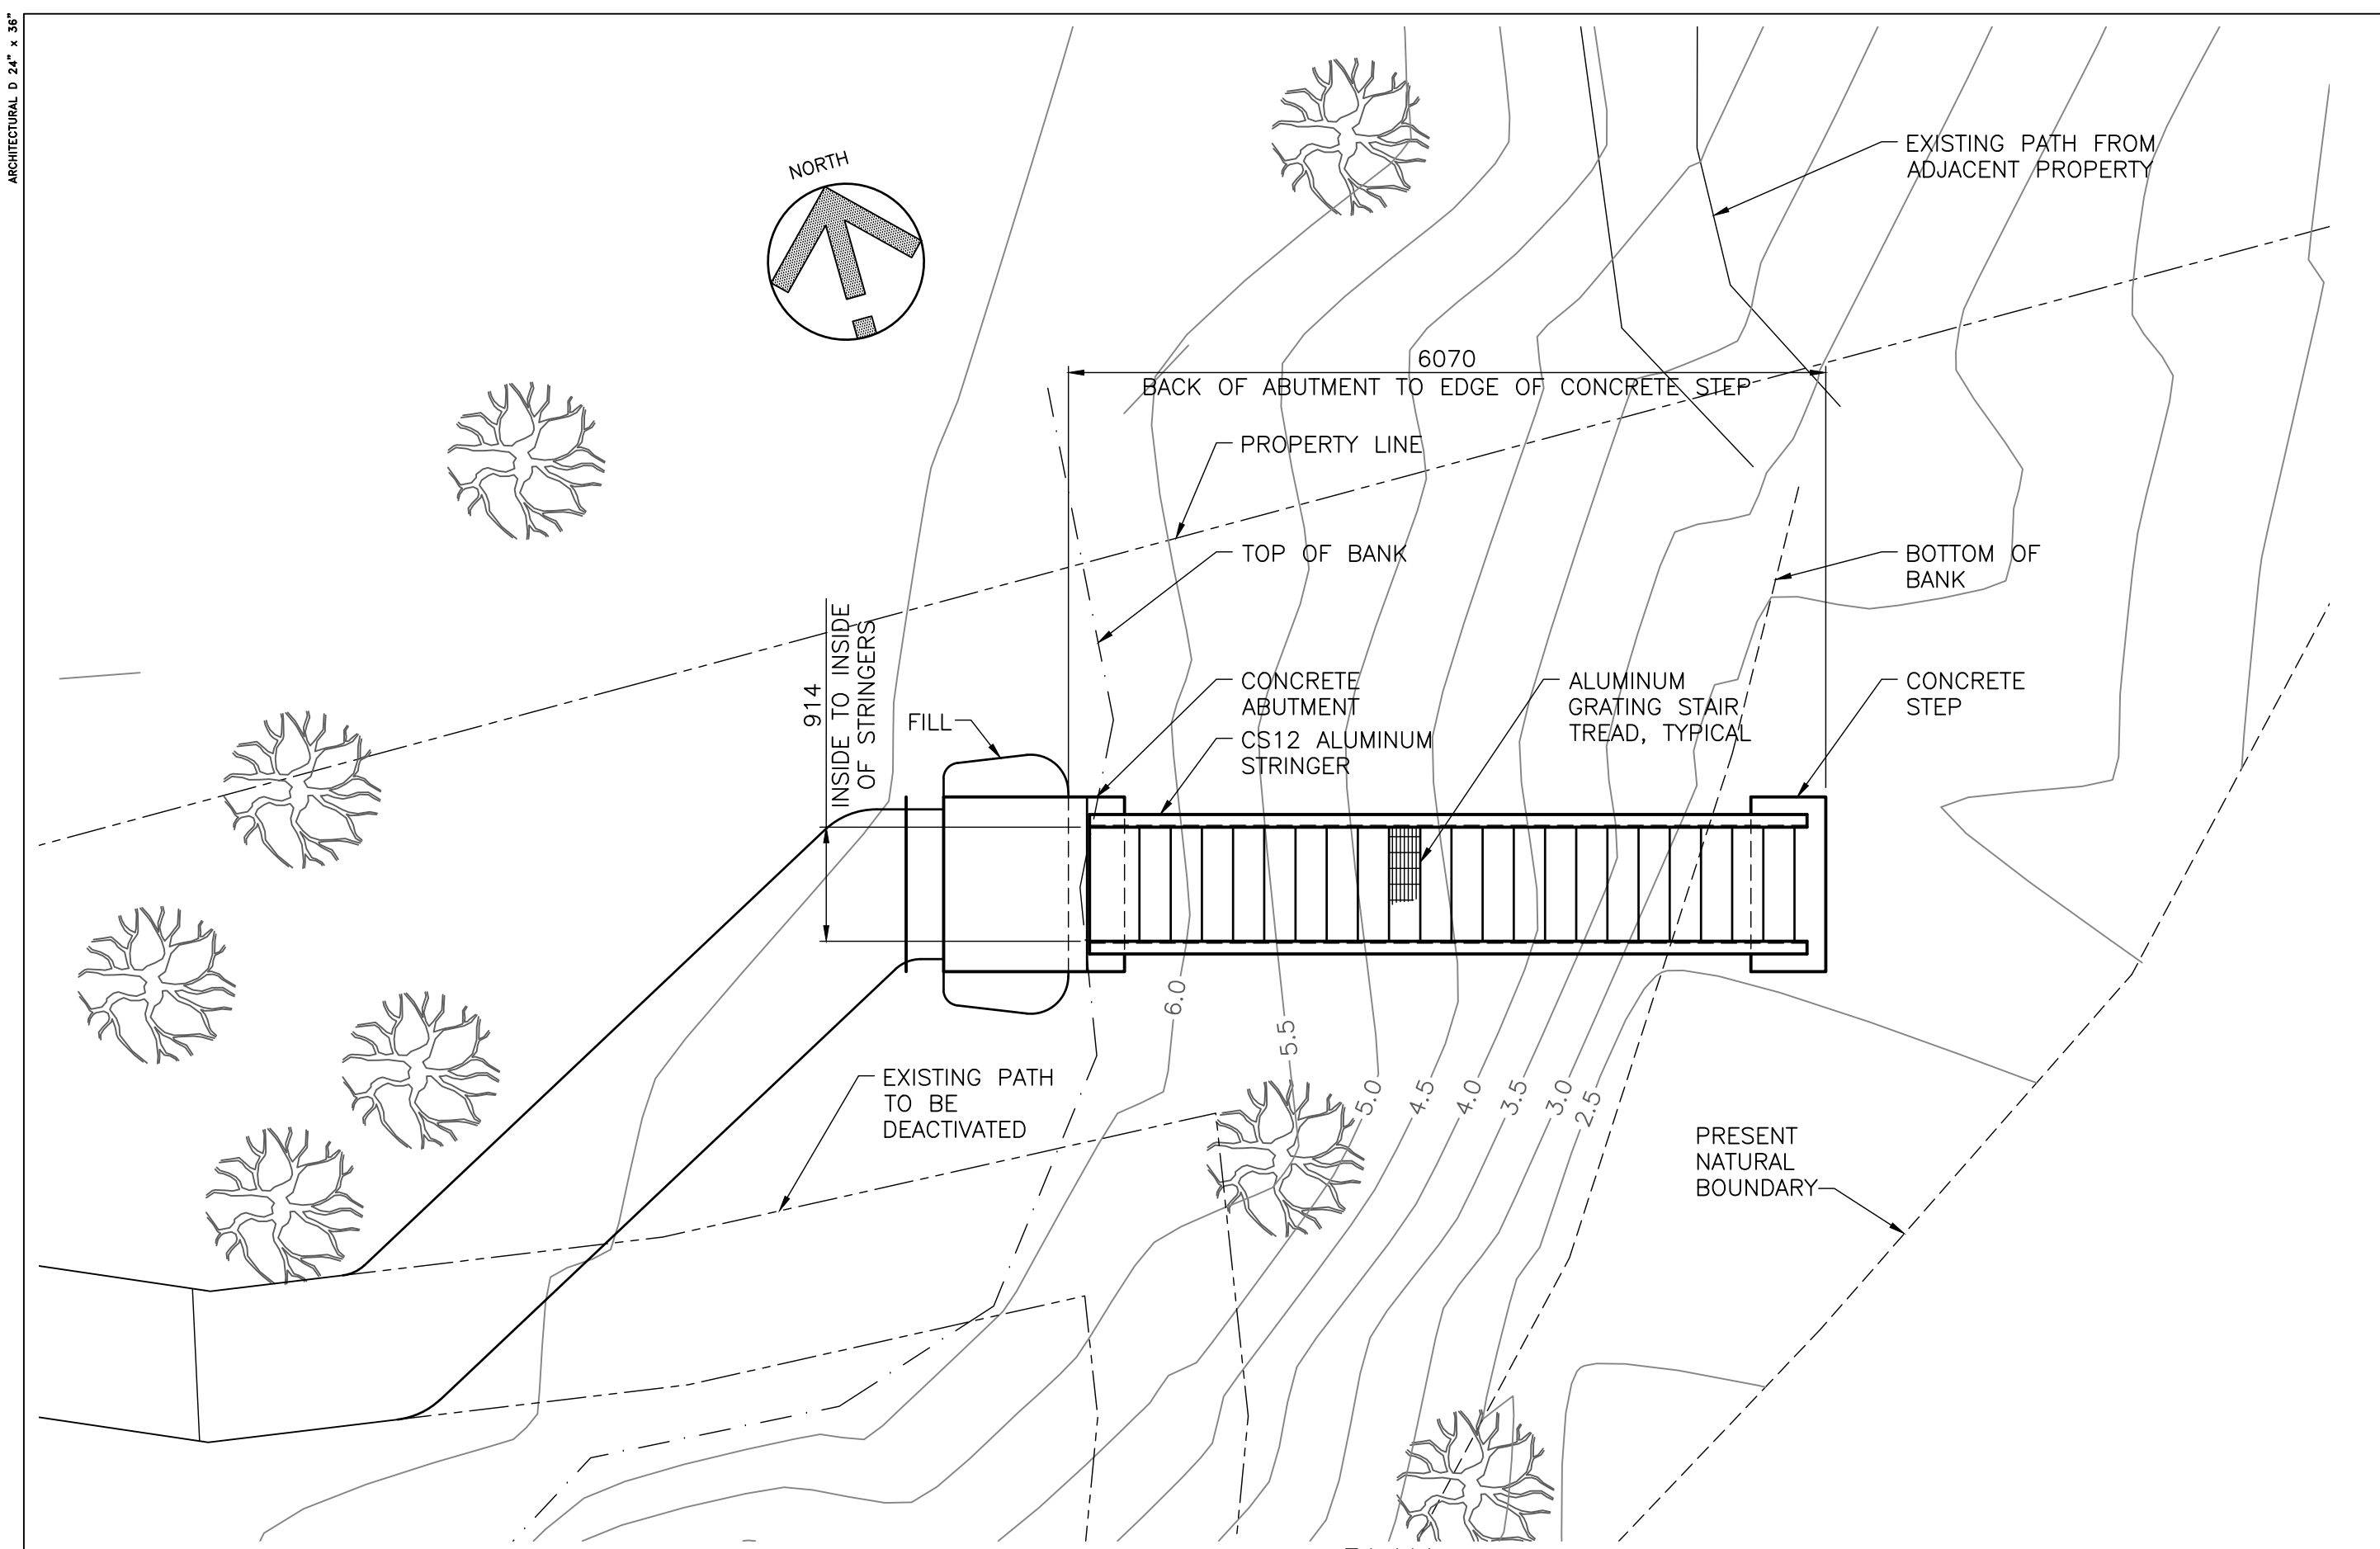 ARCHITECTURAL D 24" x 36"
NORTH
EXISTING PATH FROM
ADJACENT PROPERTY
6070
BACK OF ABUTMENT TO EDGE OF CONCRETE STEP
PROPERTY LINE
TOP OF BANK
BOTTOM OF
BANK
914
INSIDE TO INSIDE
OF STRINGERS
FILL
CONCRETE
ABUTMENT
CS12 ALUMINUM
STRINGER
ALUMINUM
GRATING STAIR
TREAD, TYPICAL
CONCRETE
STEP
6.0
5.5
5.0
4.5
4.0
3.5
3.0
2.5
EXISTING PATH
TO BE
DEACTIVATED
PRESENT
NATURAL
BOUNDARY